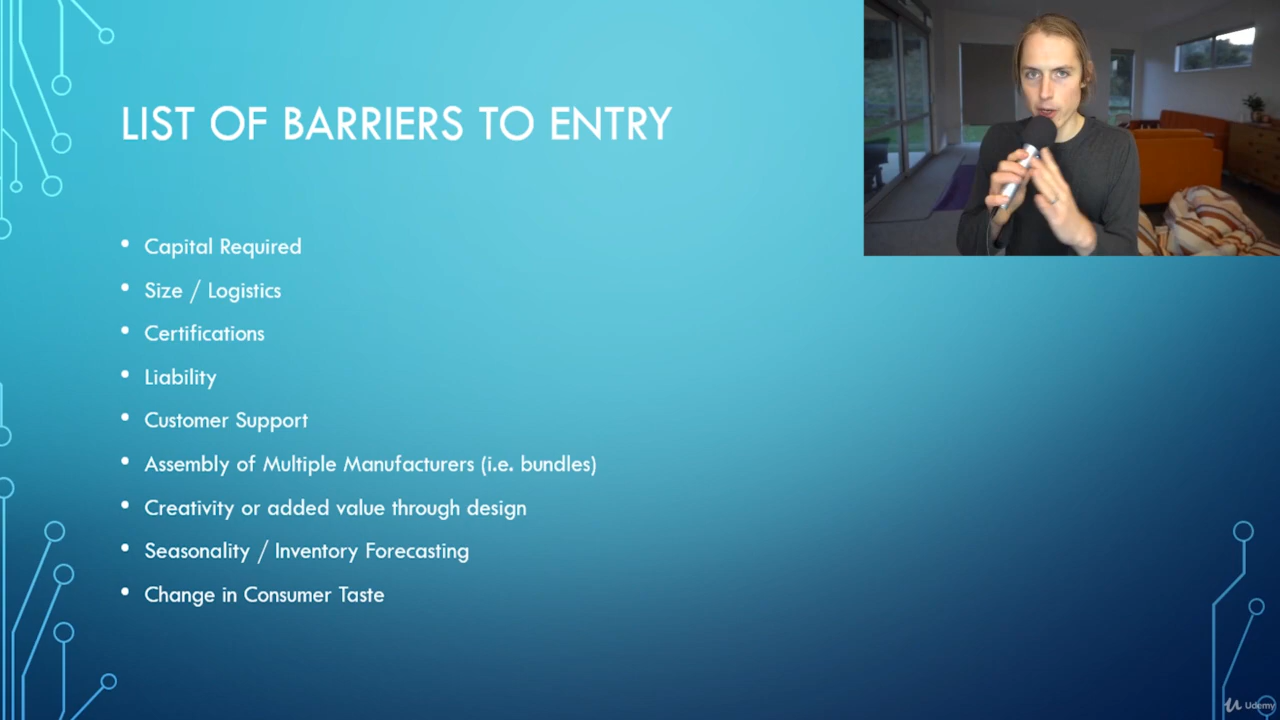 LIST OF BARRIERS TO ENTRY
• Capital Required
• Size / Logistics
• Certifications
• Liability
• Customer Support
• Assembly of Multiple Manufacturers (i.e. bundles)
• Creativity or added value through design
• Seasonality / Inventory Forecasting
• Change in Consumer Taste
Udemy